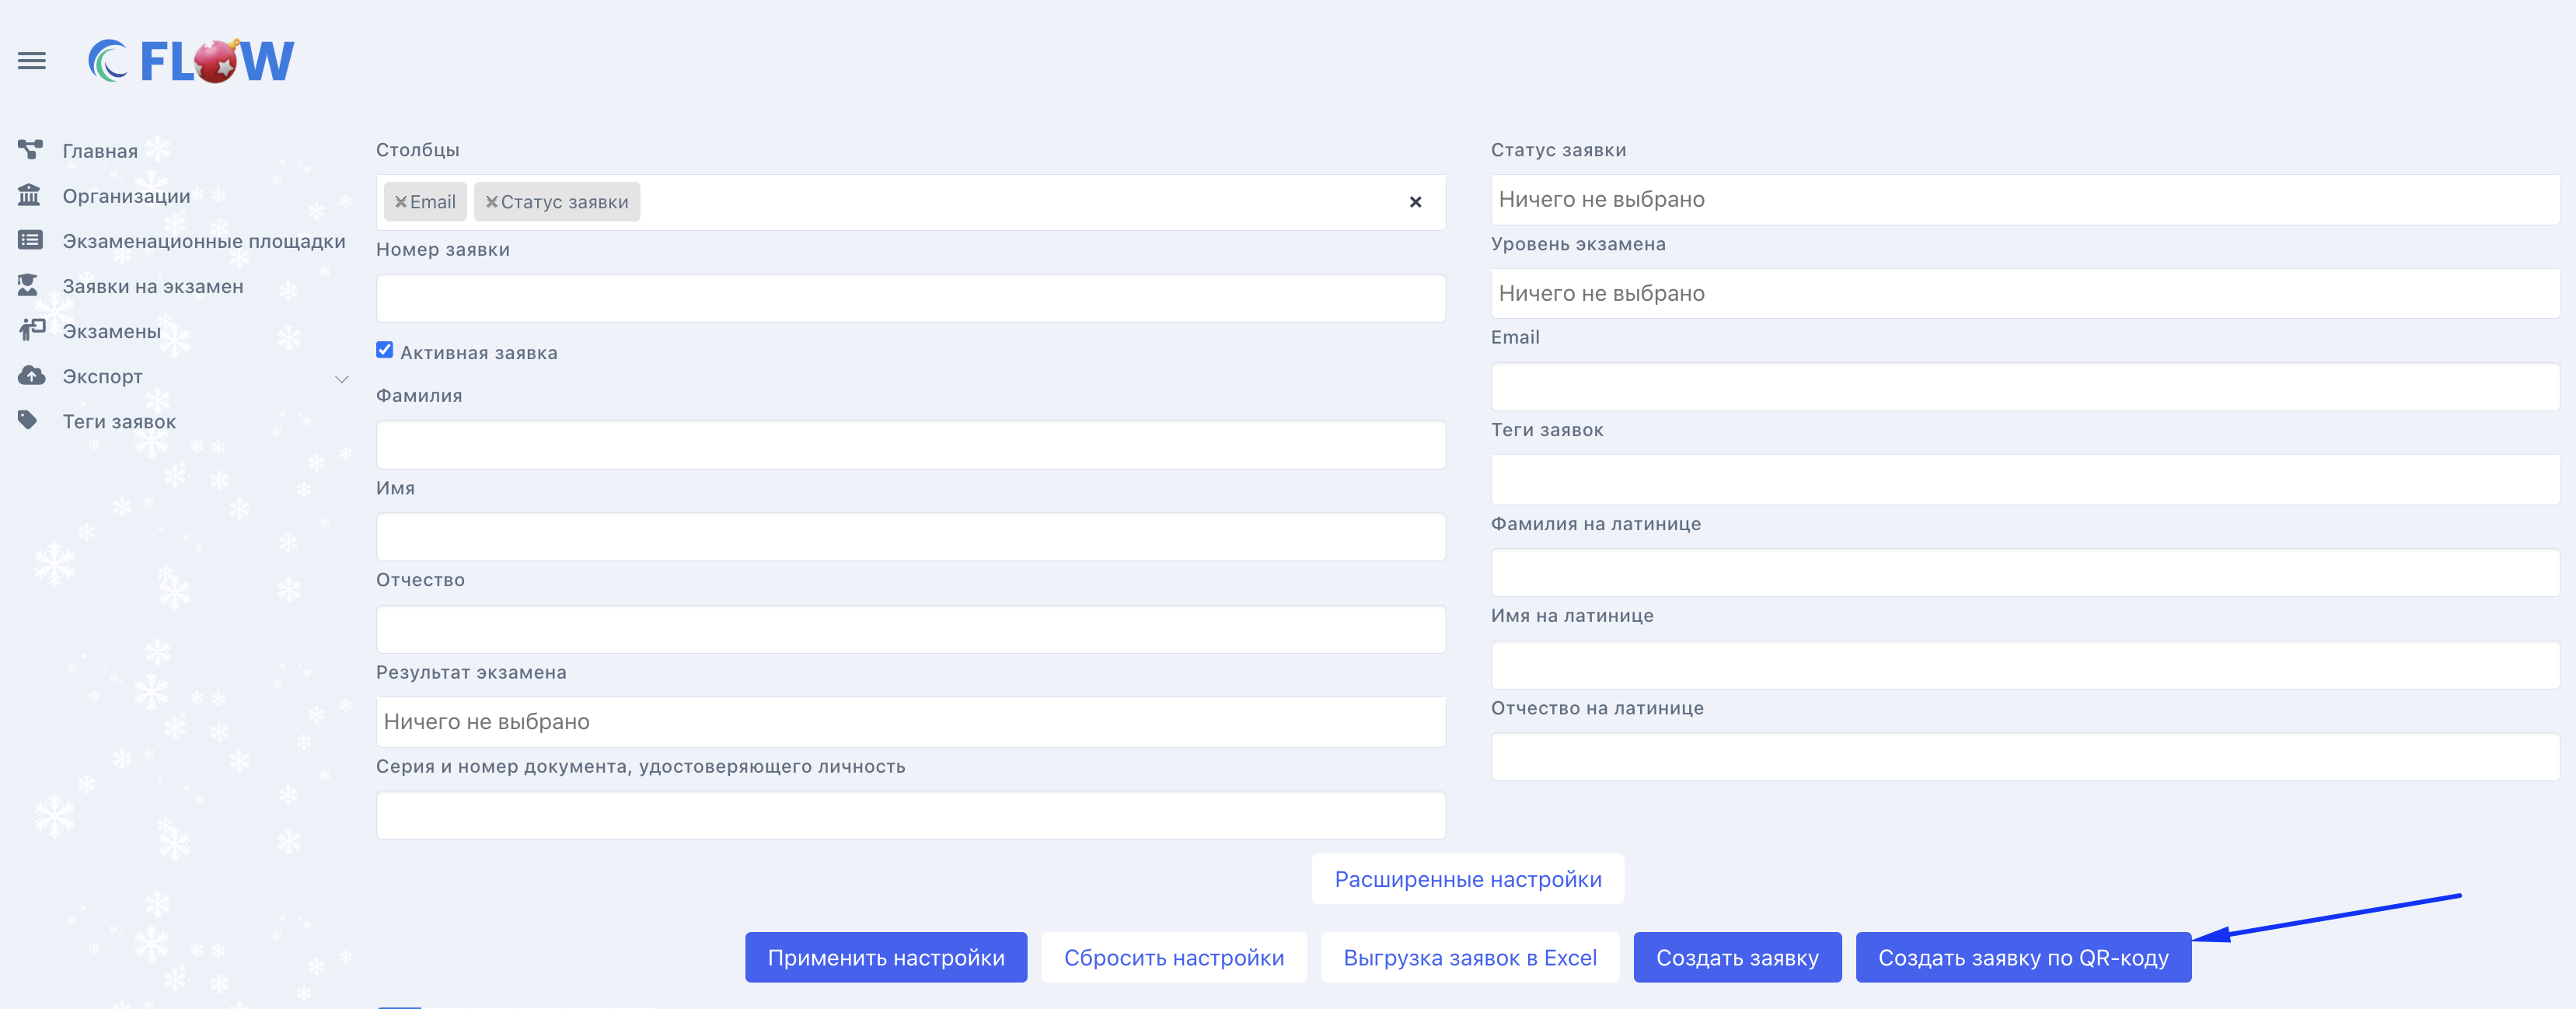 FLOW
Главная
Организации
Экзаменационные площадки
Заявки на экзамен
Экзамены
Экспорт
Теги заявок
Столбцы
×Email ×Статус заявки ×
Номер заявки
Активная заявка
Фамилия
Имя
Отчество
Результат экзамена
Ничего не выбрано
Серия и номер документа, удостоверяющего личность
Статус заявки
Ничего не выбрано
Уровень экзамена
Ничего не выбрано
Email
Теги заявок
Фамилия на латинице
Имя на латинице
Отчество на латинице
Расширенные настройки
Применить настройки Сбросить настройки Выгрузка заявок в Excel Создать заявку Создать заявку по QR-коду